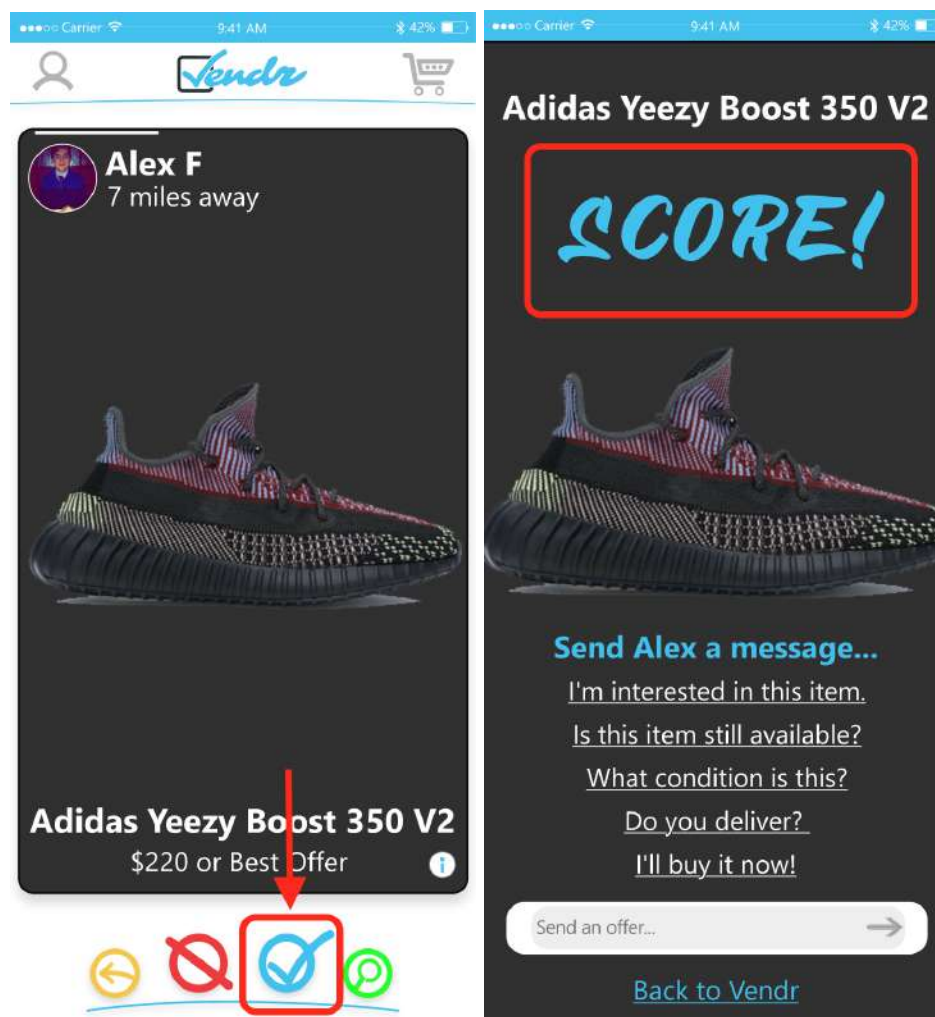 Carrier 9:41 AM 42%
Vendr
Alex F
7 miles away
Adidas Yeezy Boost 350 V2
$220 or Best Offer
i
Carrier 9:41 AM 42%
Adidas Yeezy Boost 350 V2
SCORE!
Send Alex a message...
I'm interested in this item.
Is this item still available?
What condition is this?
Do you deliver?
I'll buy it now!
Send an offer...
Back to Vendr